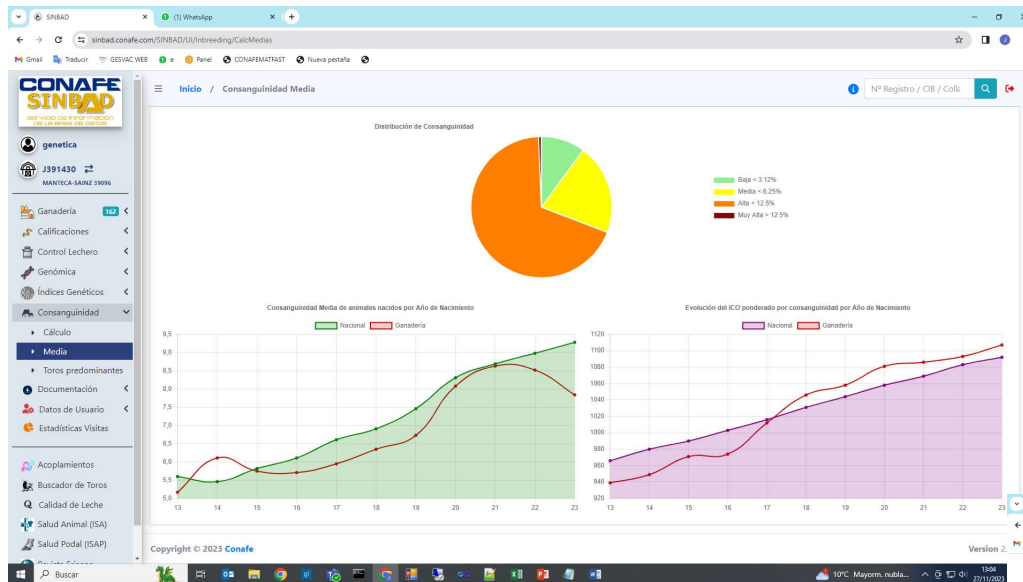 SINBAD
(1) WhatsApp
sinbad.conafe.com/SINBAD/UI/Inbreeding/CalcMedias
Gmail
Traducir
GESVAC WEB
e
Panel
CONAFEMATFAST
Nueva pestaña
CONAFE
SINBAD
SERVICIO DE INFORMACIÓN
DE LA BASE DE DATOS
genetica
J391430
MANTECA-SAINZ 39096
Ganadería 162
Calificaciones
Control Lechero
Genómica
Índices Genéticos
Consanguinidad
Cálculo
Media
Toros predominantes
Documentación
Datos de Usuario
Estadísticas Visitas
Acoplamientos
Buscador de Toros
Calidad de Leche
Salud Animal (ISA)
Salud Podal (ISAP)
Inicio / Consanguinidad Media
Nº Registro / CIB / Colla
Distribución de Consanguinidad
Baja < 3.12%
Media < 6.25%
Alta < 12.5%
Muy Alta > 12.5%
Consanguinidad Media de animales nacidos por Año de Nacimiento
Nacional Ganadería
9,5
9,0
8,5
8,0
7,5
7,0
6,5
6,0
5,5
5,0
13 14 15 16 17 18 19 20 21 22 23
Evolución del ICO ponderado por consanguinidad por Año de Nacimiento
Nacional Ganadería
1120
1100
1080
1060
1040
1020
1000
980
960
940
920
13 14 15 16 17 18 19 20 21 22 23
Copyright © 2023 Conafe
Version 2.
Buscar
10°C Mayorm. nubla...
13:04
27/11/2023